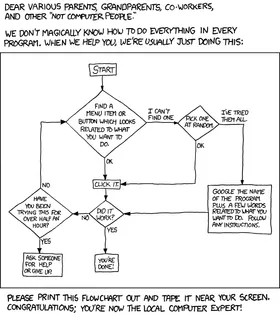 DEAR VARIOUS PARENTS, GRANDPARENTS, CO-WORKERS,
AND OTHER "NOT COMPUTER PEOPLE."
WE DON'T MAGICALLY KNOW HOW TO DO EVERYTHING IN EVERY
PROGRAM. WHEN WE HELP YOU, WE'RE USUALLY JUST DOING THIS:
START
FIND A
MENU ITEM OR
BUTTON WHICH LOOKS
RELATED TO WHAT
YOU WANT TO
DO.
I CAN'T
FIND ONE
PICK ONE
AT RANDOM.
I'VE TRIED
THEM ALL.
OK
OK
CLICK IT.
GOOGLE THE NAME
OF THE PROGRAM
PLUS A FEW WORDS
RELATED TO WHAT YOU
WANT TO DO. FOLLOW
ANY INSTRUCTIONS.
NO
HAVE
YOU BEEN
TRYING THIS FOR
OVER HALF AN
HOUR?
NO
DID IT
WORK?
YES
YES
ASK SOMEONE
FOR HELP
OR GIVE UP.
YOU'RE
DONE!
PLEASE PRINT THIS FLOWCHART OUT AND TAPE IT NEAR YOUR SCREEN.
CONGRATULATIONS; YOU'RE NOW THE LOCAL COMPUTER EXPERT!